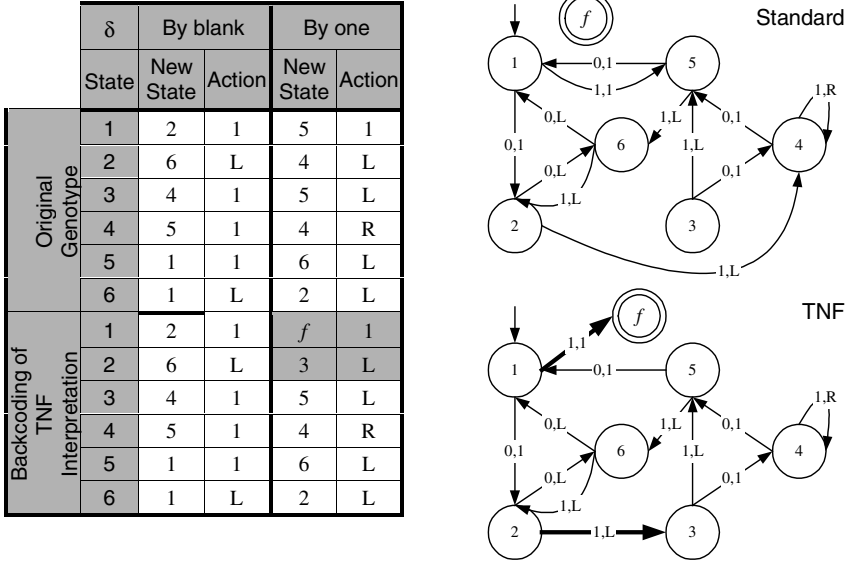 δ By blank By one
State New State Action New State Action
Original Genotype
1 2 1 5 1
2 6 L 4 L
3 4 1 5 L
4 5 1 4 R
5 1 1 6 L
6 1 L 2 L
Backcoding of TNF Interpretation
1 2 1 f 1
2 6 L 3 L
3 4 1 5 L
4 5 1 4 R
5 1 1 6 L
6 1 L 2 L
f
Standard
1
0,1
5
1,1
1,R
0,L
1,L
0,1
0,1
6
1,L
4
0,L
0,1
1,L
2
3
1,L
f
TNF
1,1
1
0,1
5
1,R
0,L
1,L
0,1
0,1
6
1,L
4
0,L
0,1
1,L
2
1,L
3